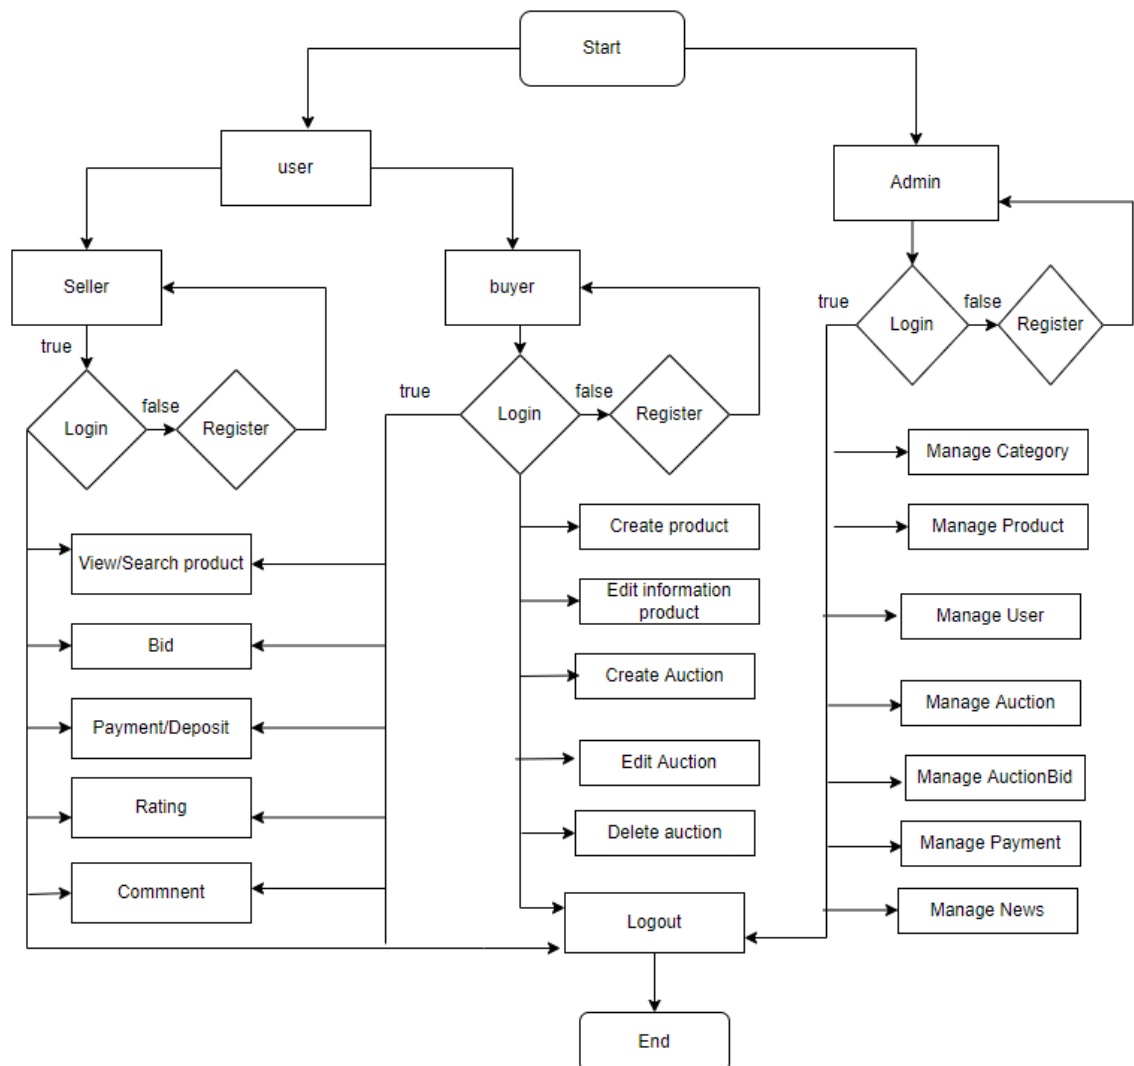 Start
user
Admin
Seller
buyer
true
false
Login
Register
true
Login
false
Register
true
Login
false
Register
View/Search product
Bid
Payment/Deposit
Rating
Commnent
Create product
Edit information
product
Create Auction
Edit Auction
Delete auction
Manage Category
Manage Product
Manage User
Manage Auction
Manage AuctionBid
Manage Payment
Manage News
Logout
End